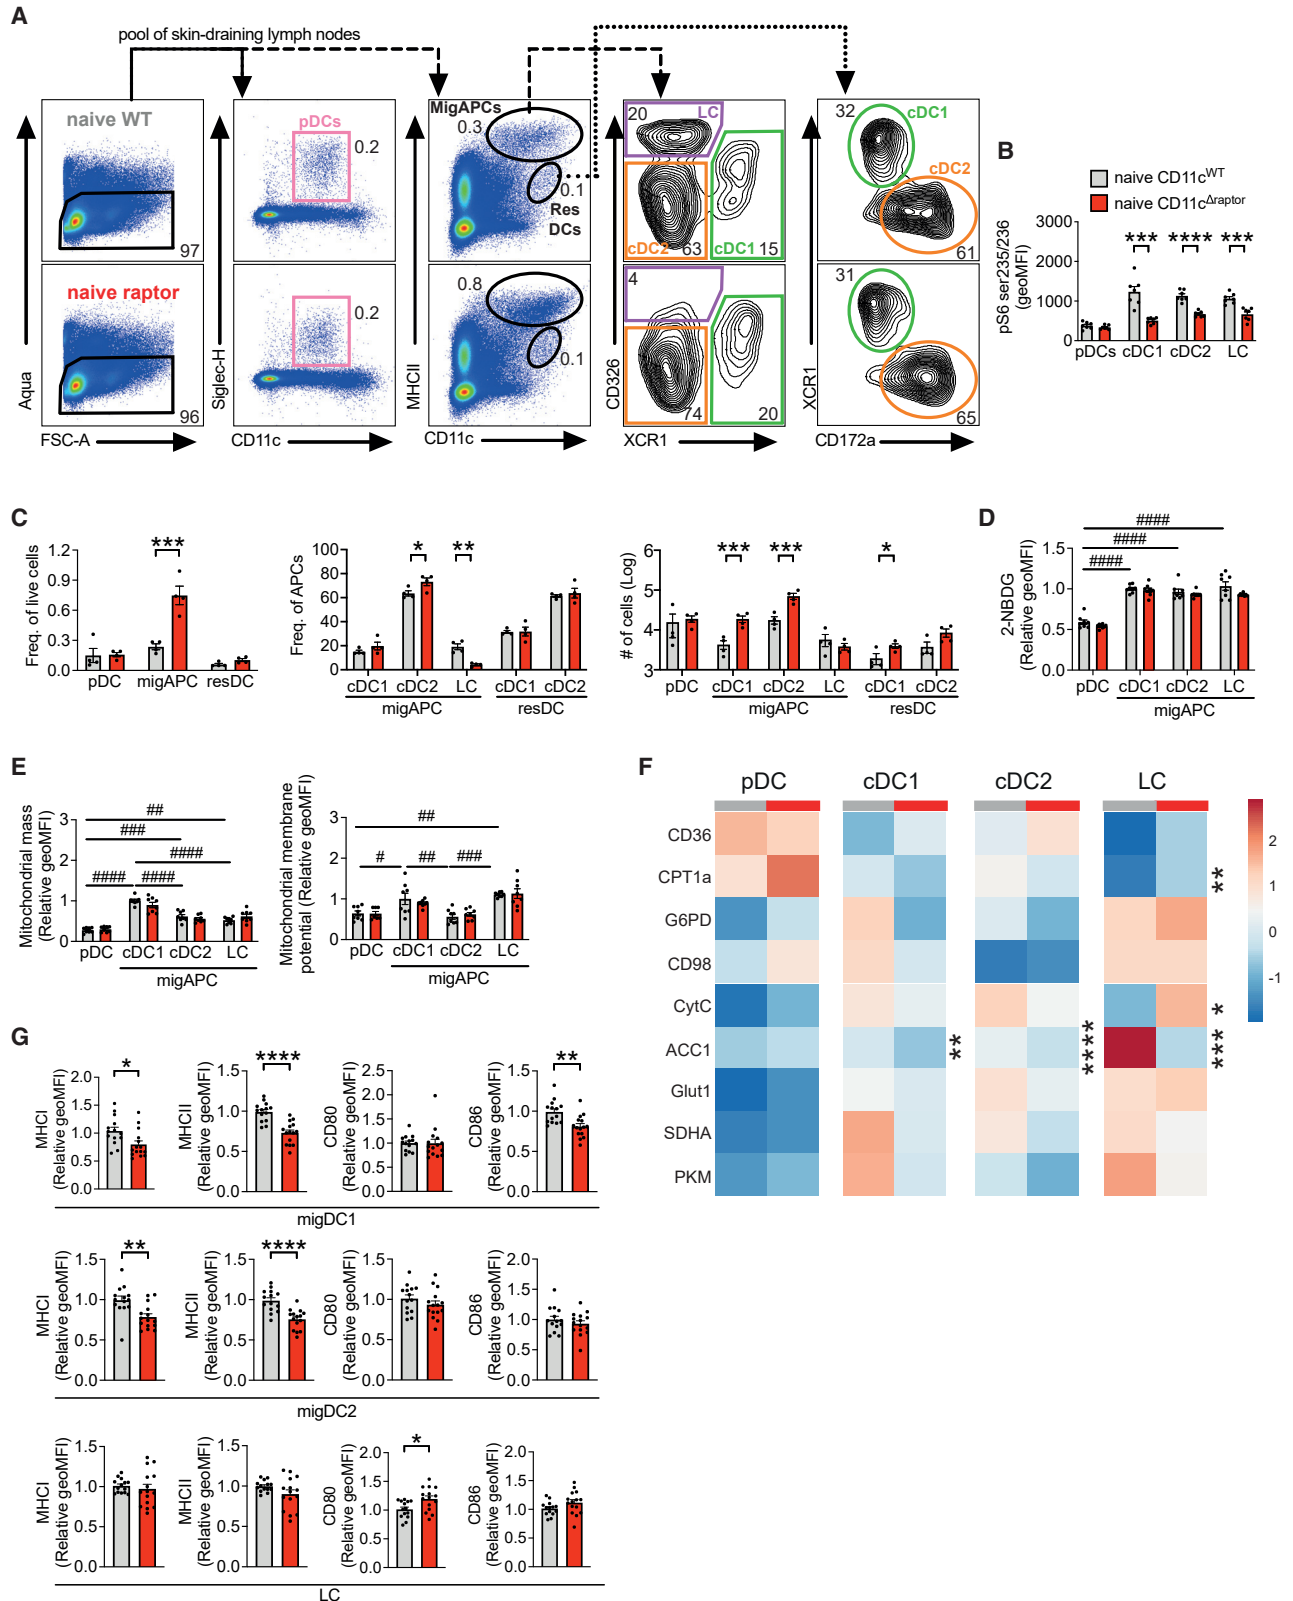 A
pool of skin-draining lymph nodes
naive WT
97
naive raptor
96
Aqua
FSC-A
pDCs
0.2
0.2
Siglec-H
CD11c
MigAPCs
0.3
0.1
Res
DCs
0.8
0.1
MHCII
CD11c
20
LC
cDC2
63
cDC1
15
4
74
20
CD326
XCR1
32
cDC1
cDC2
61
31
65
XCR1
CD172a
B
naive CD11cWT
naive CD11cΔraptor
pS6 ser235/236
(geoMFI)
3000
2000
1000
0
*** **** ***
pDCs cDC1 cDC2 LC
C
Freq. of live cells
1.2
0.9
0.6
0.3
0.0
***
pDC migAPC resDC
Freq. of APCs
100
80
60
40
20
0
* **
cDC1 cDC2 LC cDC1 cDC2
migAPC resDC
# of cells (Log)
6
5
4
3
*** *** *
pDC cDC1 cDC2 LC cDC1 cDC2
migAPC resDC
D
2-NBDG
(Relative geoMFI)
1.5
1.0
0.5
0.0
####
####
####
pDC cDC1 cDC2 LC
migAPC
E
Mitochondrial mass
(Relative geoMFI)
3
2
1
0
##
###
####
#### ####
pDC cDC1 cDC2 LC
migAPC
Mitochondrial membrane
potential (Relative geoMFI)
3
2
1
0
##
# ## ###
pDC cDC1 cDC2 LC
migAPC
F
pDC cDC1 cDC2 LC
CD36
CPT1a **
G6PD
CD98
CytC *
ACC1 ** **** ***
Glut1
SDHA
PKM
2
1
0
-1
G
MHCI
(Relative geoMFI)
2.0
1.5
1.0
0.5
0.0
*
MHCII
(Relative geoMFI)
1.5
1.0
0.5
0.0
****
CD80
(Relative geoMFI)
2.5
2.0
1.5
1.0
0.5
0.0
CD86
(Relative geoMFI)
1.5
1.0
0.5
0.0
**
migDC1
MHCI
(Relative geoMFI)
1.5
1.0
0.5
0.0
**
MHCII
(Relative geoMFI)
1.5
1.0
0.5
0.0
****
CD80
(Relative geoMFI)
1.5
1.0
0.5
0.0
CD86
(Relative geoMFI)
2.0
1.5
1.0
0.5
0.0
migDC2
MHCI
(Relative geoMFI)
1.5
1.0
0.5
0.0
MHCII
(Relative geoMFI)
1.5
1.0
0.5
0.0
CD80
(Relative geoMFI)
2.0
1.5
1.0
0.5
0.0
*
CD86
(Relative geoMFI)
2.0
1.5
1.0
0.5
0.0
LC